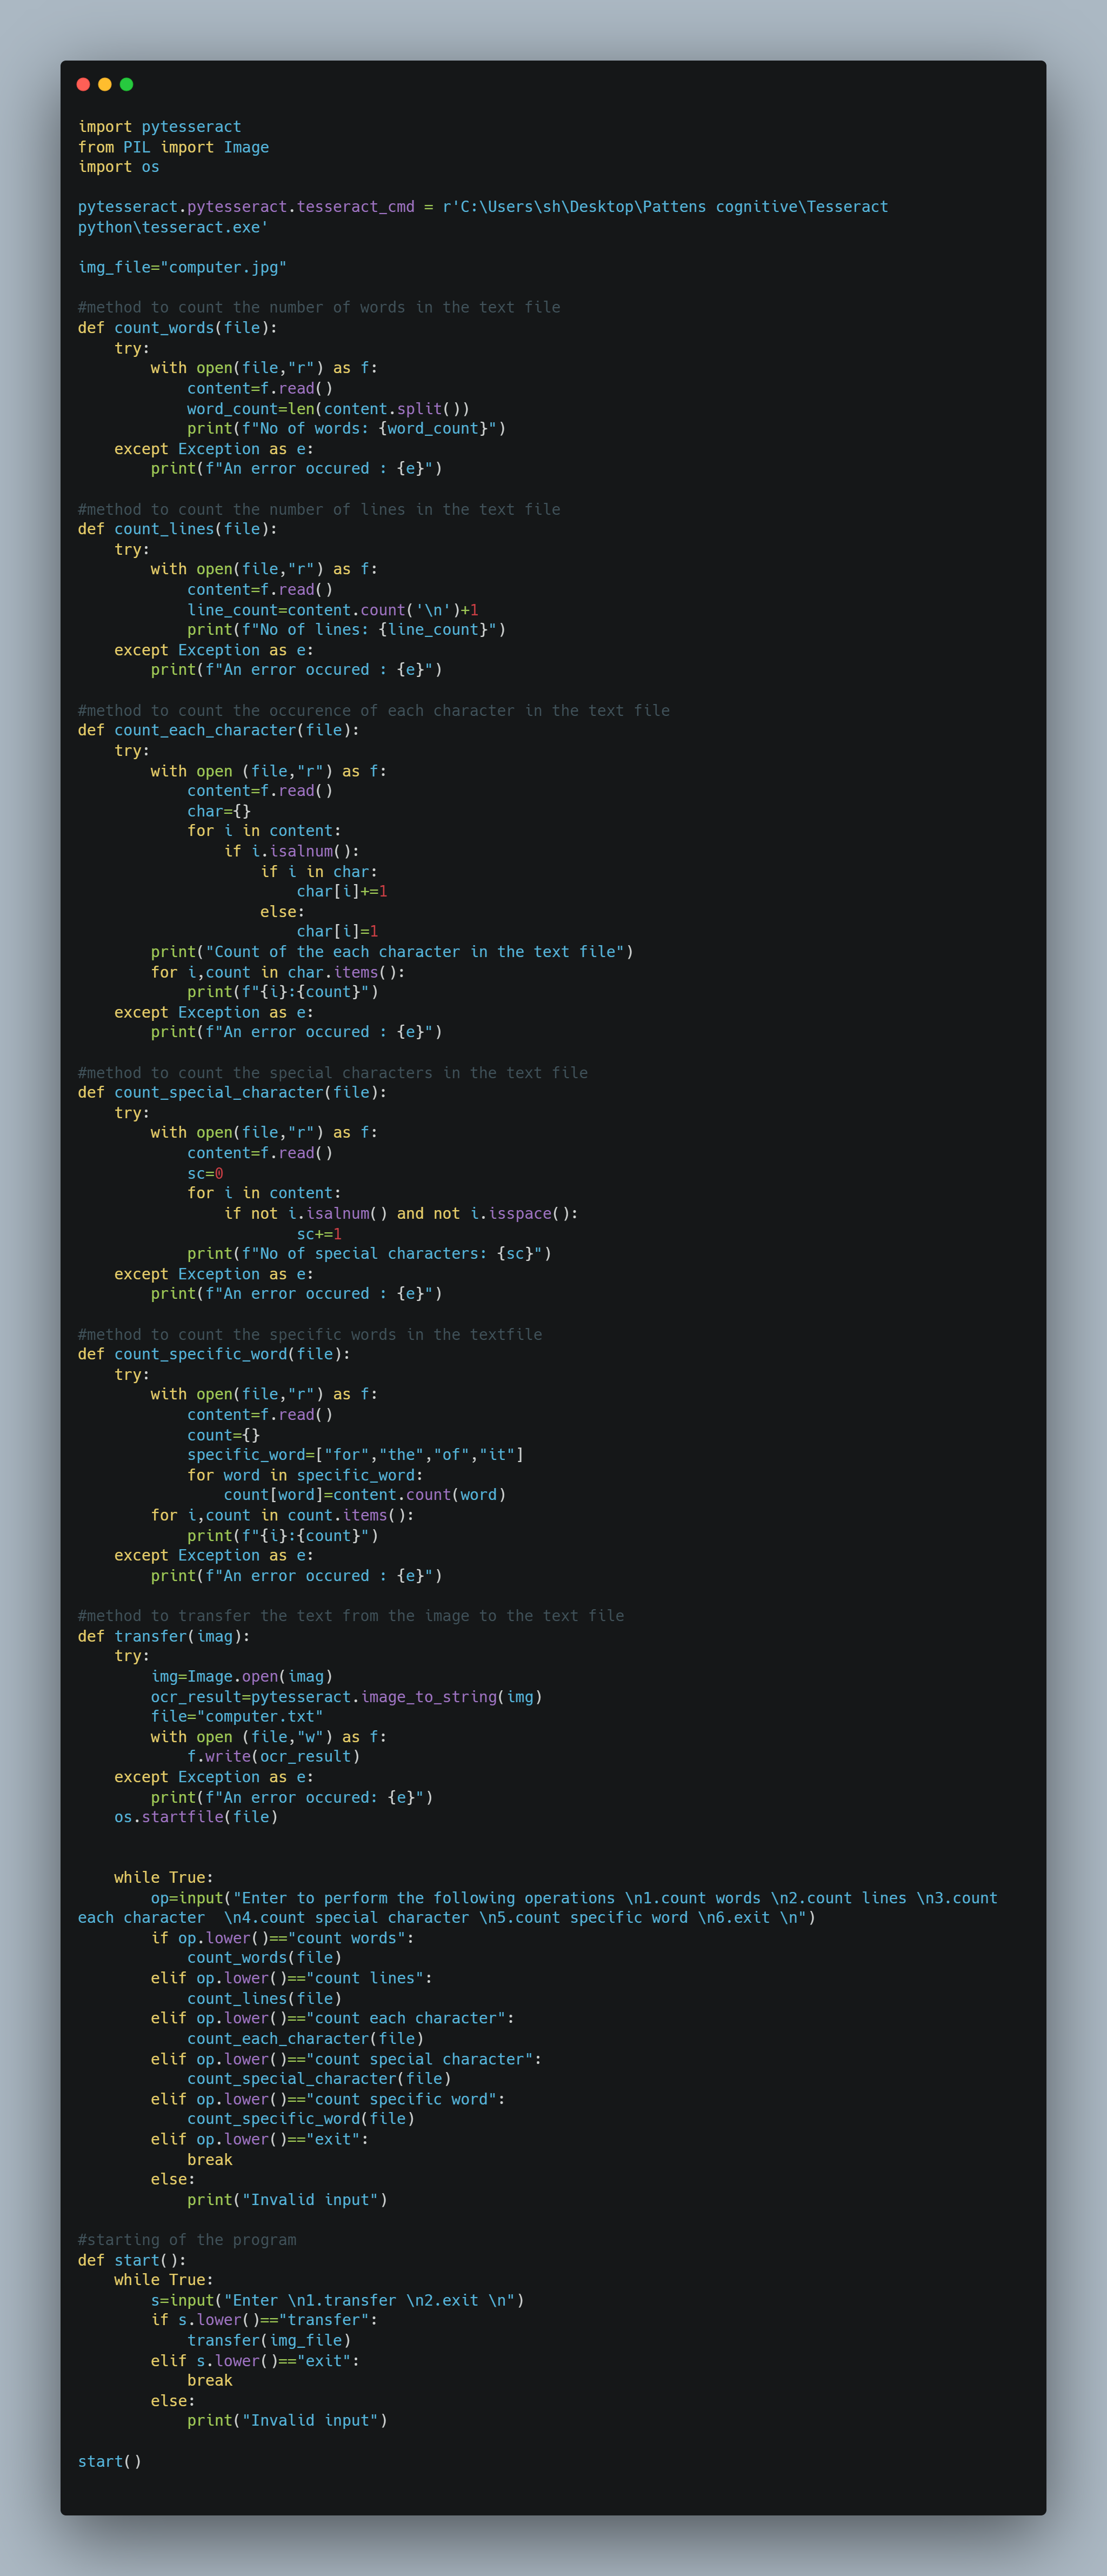 import pytesseract
from PIL import Image
import os

pytesseract.pytesseract.tesseract_cmd = r'C:\Users\sh\Desktop\Pattens cognitive\Tesseract
python\tesseract.exe'

img_file="computer.jpg"

#method to count the number of words in the text file
def count_words(file):
    try:
        with open(file,"r") as f:
            content=f.read()
            word_count=len(content.split())
            print(f"No of words: {word_count}")
    except Exception as e:
        print(f"An error occured : {e}")

#method to count the number of lines in the text file
def count_lines(file):
    try:
        with open(file,"r") as f:
            content=f.read()
            line_count=content.count('\n')+1
            print(f"No of lines: {line_count}")
    except Exception as e:
        print(f"An error occured : {e}")

#method to count the occurence of each character in the text file
def count_each_character(file):
    try:
        with open (file,"r") as f:
            content=f.read()
            char={}
            for i in content:
                if i.isalnum():
                    if i in char:
                        char[i]+=1
                    else:
                        char[i]=1
        print("Count of the each character in the text file")
        for i,count in char.items():
            print(f"{i}:{count}")
    except Exception as e:
        print(f"An error occured : {e}")

#method to count the special characters in the text file
def count_special_character(file):
    try:
        with open(file,"r") as f:
            content=f.read()
            sc=0
            for i in content:
                if not i.isalnum() and not i.isspace():
                        sc+=1
            print(f"No of special characters: {sc}")
    except Exception as e:
        print(f"An error occured : {e}")

#method to count the specific words in the textfile
def count_specific_word(file):
    try:
        with open(file,"r") as f:
            content=f.read()
            count={}
            specific_word=["for","the","of","it"]
            for word in specific_word:
                count[word]=content.count(word)
        for i,count in count.items():
            print(f"{i}:{count}")
    except Exception as e:
        print(f"An error occured : {e}")

#method to transfer the text from the image to the text file
def transfer(imag):
    try:
        img=Image.open(imag)
        ocr_result=pytesseract.image_to_string(img)
        file="computer.txt"
        with open (file,"w") as f:
            f.write(ocr_result)
    except Exception as e:
        print(f"An error occured: {e}")
    os.startfile(file)


    while True:
        op=input("Enter to perform the following operations \n1.count words \n2.count lines \n3.count
each character  \n4.count special character \n5.count specific word \n6.exit \n")
        if op.lower()=="count words":
            count_words(file)
        elif op.lower()=="count lines":
            count_lines(file)
        elif op.lower()=="count each character":
            count_each_character(file)
        elif op.lower()=="count special character":
            count_special_character(file)
        elif op.lower()=="count specific word":
            count_specific_word(file)
        elif op.lower()=="exit":
            break
        else:
            print("Invalid input")

#starting of the program
def start():
    while True:
        s=input("Enter \n1.transfer \n2.exit \n")
        if s.lower()=="transfer":
            transfer(img_file)
        elif s.lower()=="exit":
            break
        else:
            print("Invalid input")

start()